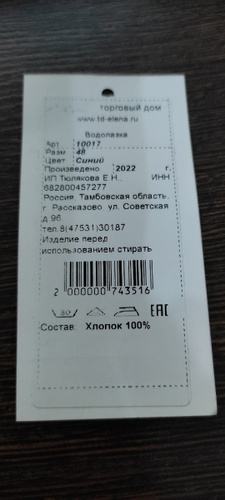 торговый дом
www.td-elena.ru
Водолазка
Арт. 10017
Разм. 48
Цвет Синий
Произведено 2022 г.
ИП Тюлякова Е.Н., ИНН
682800457277
Россия, Тамбовская область,
г. Рассказово, ул. Советская
д.96
тел.8(47531)30187
Изделие перед
использованием стирать
2 000000 743516
30 EAC
Состав: Хлопок 100%